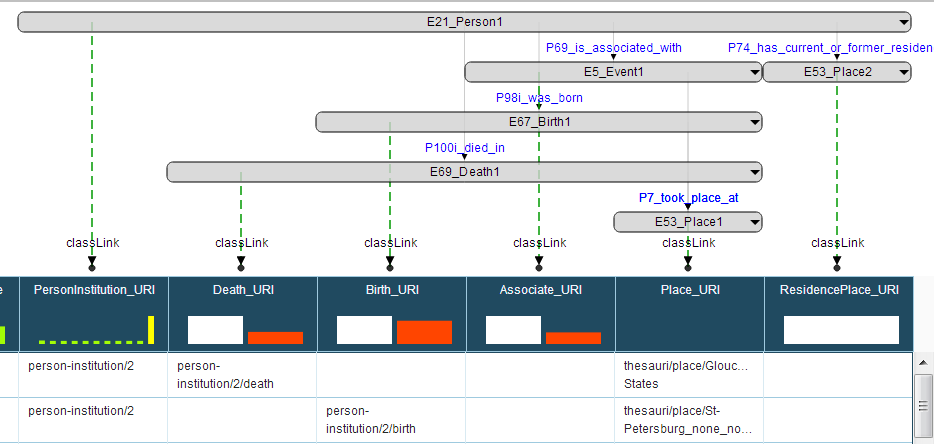 E21_Person1
P69_is_associated_with
P74_has_current_or_former_residen
E5_Event1
E53_Place2
P98i_was_born
E67_Birth1
P100i_died_in
E69_Death1
P7_took_place_at
E53_Place1
classLink classLink classLink classLink classLink classLink
e PersonInstitution_URI Death_URI Birth_URI Associate_URI Place_URI ResidencePlace_URI
person-institution/2 person- thesauri/place/Glouc...
institution/2/death States
person-institution/2 person- thesauri/place/St-
institution/2/birth Petersburg_none_no...